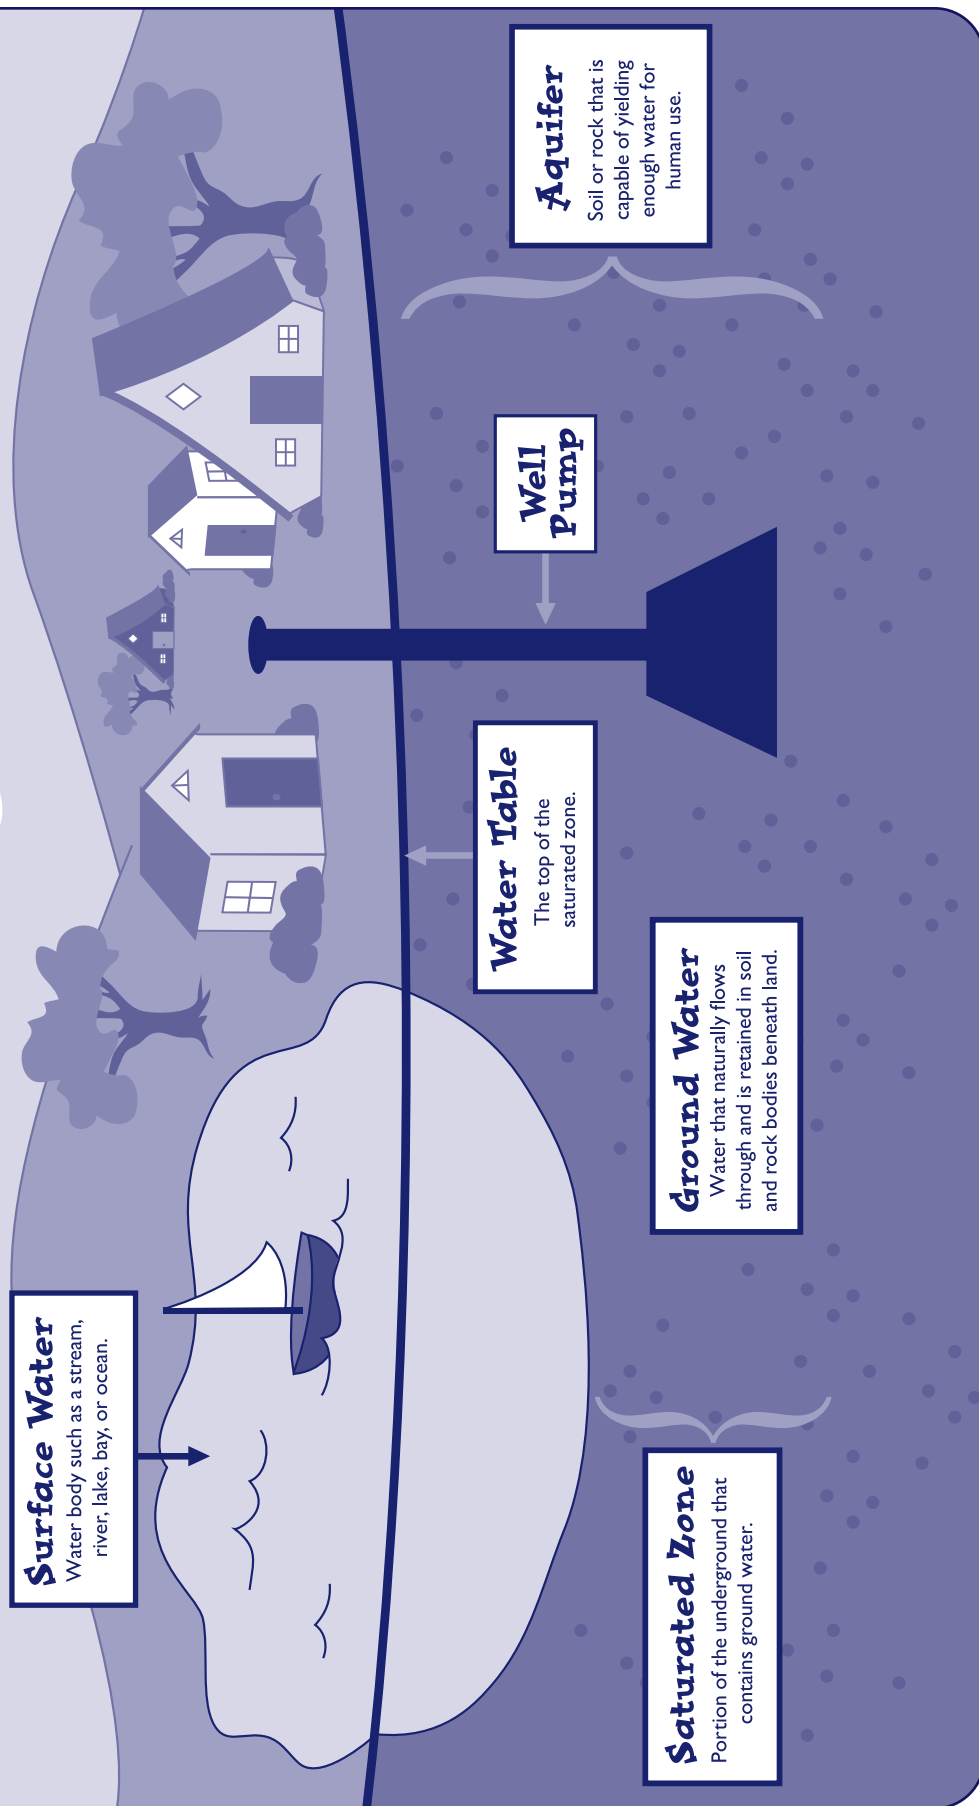 Surface Water
Water body such as a stream,
river, lake, bay, or ocean.
Water Table
The top of the
saturated zone.
Well
Pump
Aquifer
Soil or rock that is
capable of yielding
enough water for
human use.
Saturated Zone
Portion of the underground that
contains ground water.
Ground Water
Water that naturally flows
through and is retained in soil
and rock bodies beneath land.